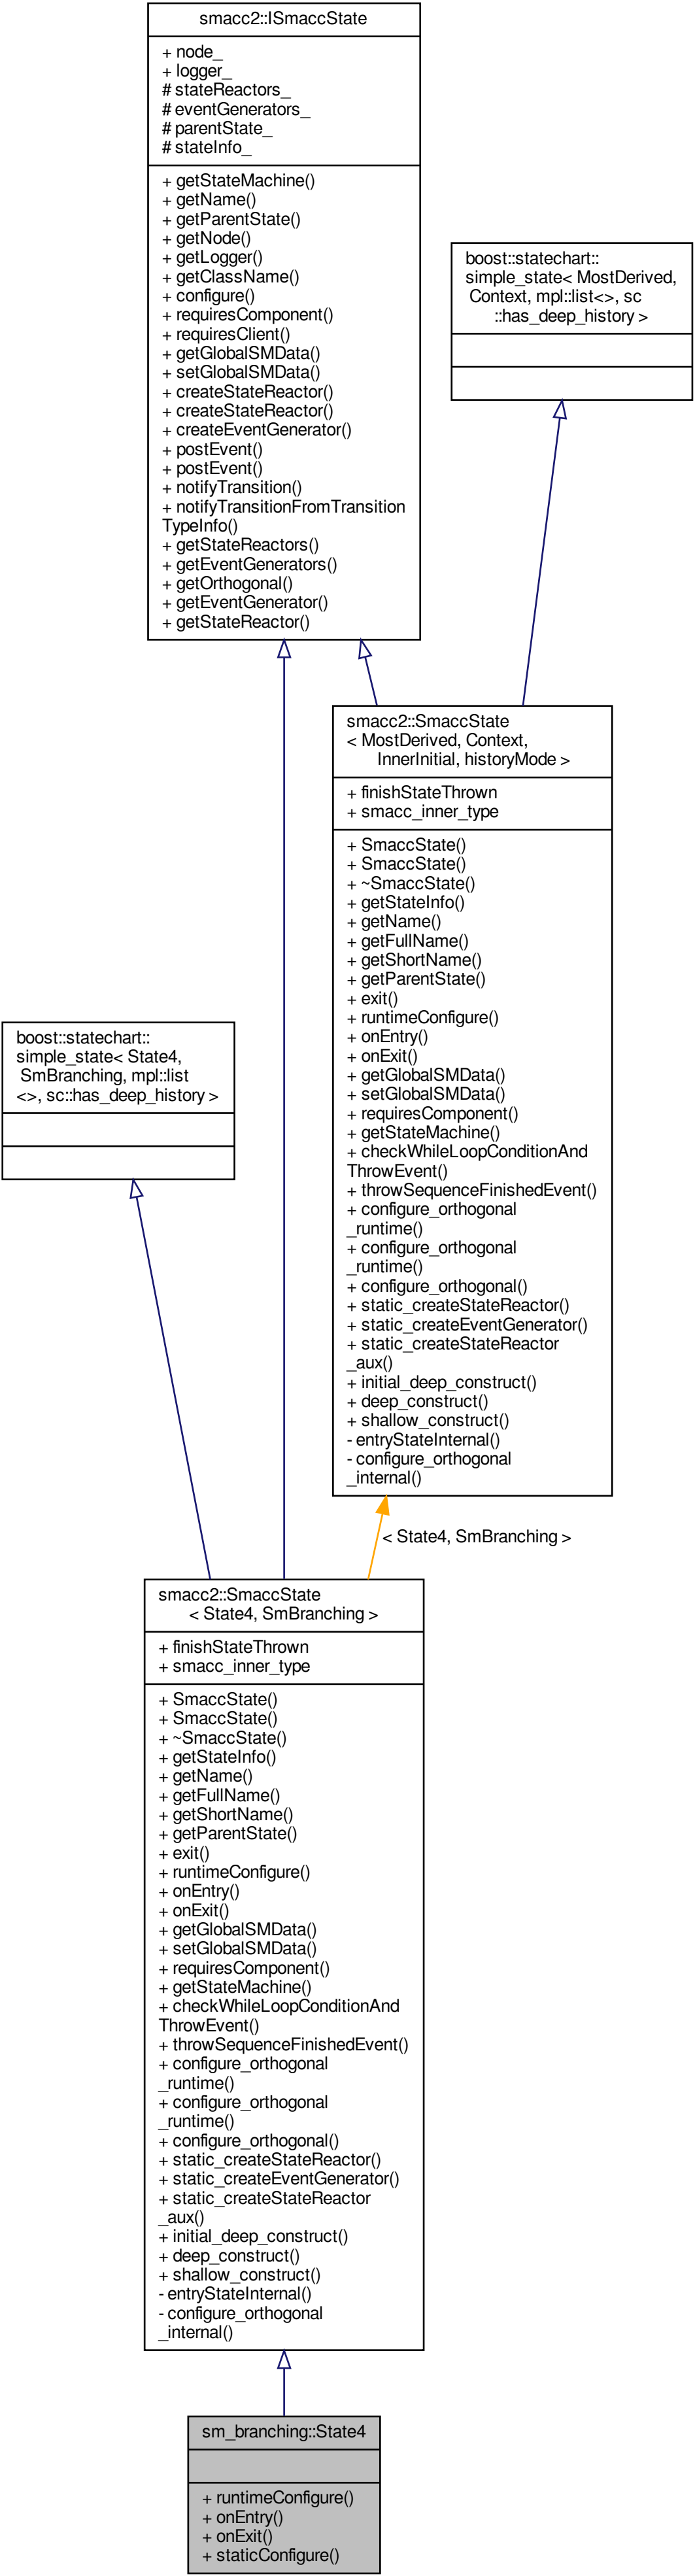 smacc2::ISmaccState
+ node_
+ logger_
# stateReactors_
# eventGenerators_
# parentState_
# stateInfo_
+ getStateMachine()
+ getName()
+ getParentState()
+ getNode()
+ getLogger()
+ getClassName()
+ configure()
+ requiresComponent()
+ requiresClient()
+ getGlobalSMData()
+ setGlobalSMData()
+ createStateReactor()
+ createStateReactor()
+ createEventGenerator()
+ postEvent()
+ postEvent()
+ notifyTransition()
+ notifyTransitionFromTransition
TypeInfo()
+ getStateReactors()
+ getEventGenerators()
+ getOrthogonal()
+ getEventGenerator()
+ getStateReactor()
boost::statechart::
simple_state< MostDerived,
Context, mpl::list<>, sc
::has_deep_history >
smacc2::SmaccState
< MostDerived, Context,
InnerInitial, historyMode >
+ finishStateThrown
+ smacc_inner_type
+ SmaccState()
+ SmaccState()
+ ~SmaccState()
+ getStateInfo()
+ getName()
+ getFullName()
+ getShortName()
+ getParentState()
+ exit()
+ runtimeConfigure()
+ onEntry()
+ onExit()
+ getGlobalSMData()
+ setGlobalSMData()
+ requiresComponent()
+ getStateMachine()
+ checkWhileLoopConditionAnd
ThrowEvent()
+ throwSequenceFinishedEvent()
+ configure_orthogonal
_runtime()
+ configure_orthogonal
_runtime()
+ configure_orthogonal()
+ static_createStateReactor()
+ static_createEventGenerator()
+ static_createStateReactor
_aux()
+ initial_deep_construct()
+ deep_construct()
+ shallow_construct()
- entryStateInternal()
- configure_orthogonal
_internal()
boost::statechart::
simple_state< State4,
SmBranching, mpl::list
<>, sc::has_deep_history >
< State4, SmBranching >
smacc2::SmaccState
< State4, SmBranching >
+ finishStateThrown
+ smacc_inner_type
+ SmaccState()
+ SmaccState()
+ ~SmaccState()
+ getStateInfo()
+ getName()
+ getFullName()
+ getShortName()
+ getParentState()
+ exit()
+ runtimeConfigure()
+ onEntry()
+ onExit()
+ getGlobalSMData()
+ setGlobalSMData()
+ requiresComponent()
+ getStateMachine()
+ checkWhileLoopConditionAnd
ThrowEvent()
+ throwSequenceFinishedEvent()
+ configure_orthogonal
_runtime()
+ configure_orthogonal
_runtime()
+ configure_orthogonal()
+ static_createStateReactor()
+ static_createEventGenerator()
+ static_createStateReactor
_aux()
+ initial_deep_construct()
+ deep_construct()
+ shallow_construct()
- entryStateInternal()
- configure_orthogonal
_internal()
sm_branching::State4
+ runtimeConfigure()
+ onEntry()
+ onExit()
+ staticConfigure()